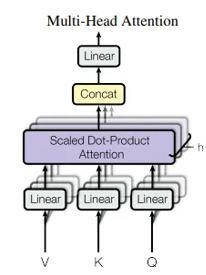 Multi-Head Attention
Linear
Concat
Scaled Dot-Product
Attention
h
Linear Linear Linear
V K Q